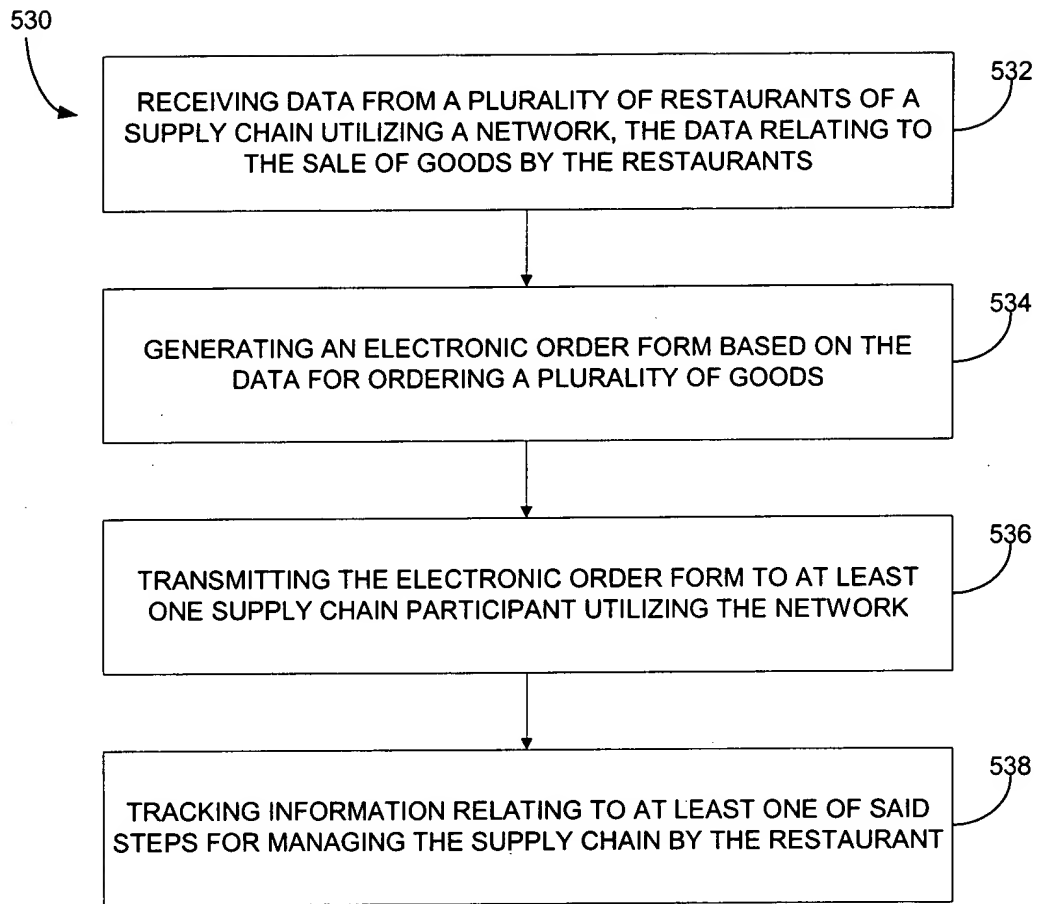 530
532
RECEIVING DATA FROM A PLURALITY OF RESTAURANTS OF A
SUPPLY CHAIN UTILIZING A NETWORK, THE DATA RELATING TO
THE SALE OF GOODS BY THE RESTAURANTS
534
GENERATING AN ELECTRONIC ORDER FORM BASED ON THE
DATA FOR ORDERING A PLURALITY OF GOODS
536
TRANSMITTING THE ELECTRONIC ORDER FORM TO AT LEAST
ONE SUPPLY CHAIN PARTICIPANT UTILIZING THE NETWORK
538
TRACKING INFORMATION RELATING TO AT LEAST ONE OF SAID
STEPS FOR MANAGING THE SUPPLY CHAIN BY THE RESTAURANT